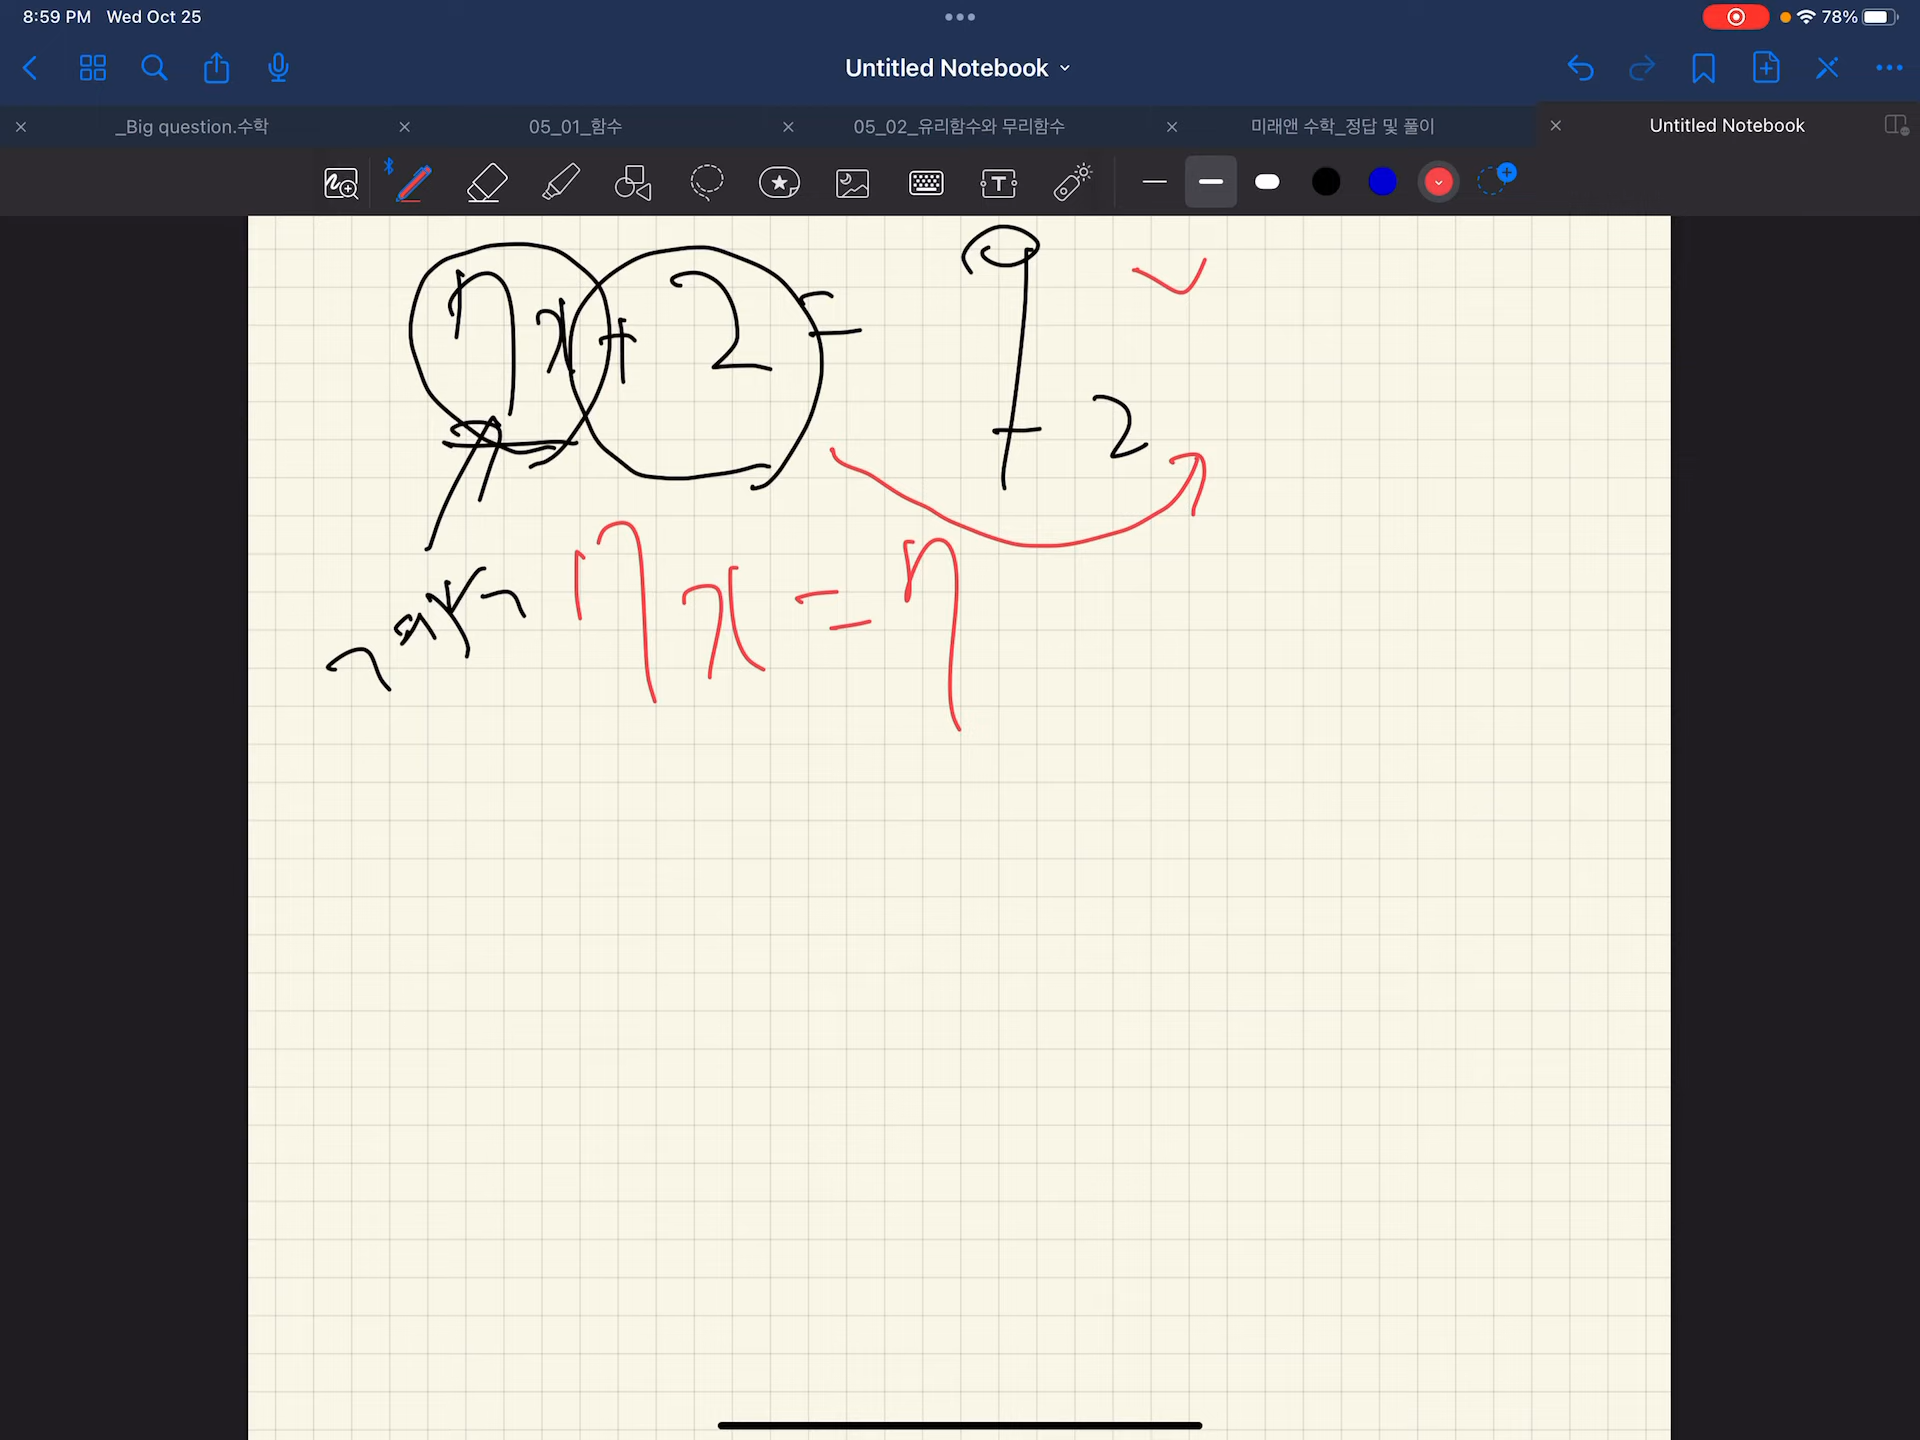 8:59 PM Wed Oct 25
78%
Untitled Notebook
_Big question.수학
05_01_함수
05_02_유리함수와 무리함수
미래앤 수학_정답 및 풀이
Untitled Notebook
T
7x + 2 = 9
- 2
7x = 7